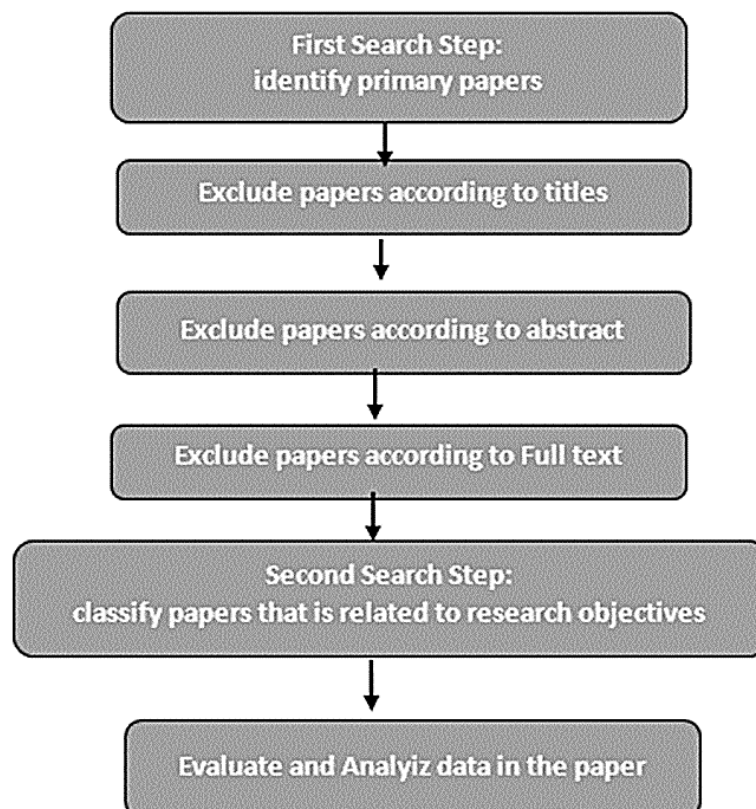 First Search Step:
identify primary papers
Exclude papers according to titles
Exclude papers according to abstract
Exclude papers according to Full text
Second Search Step:
classify papers that is related to research objectives
Evaluate and Analyiz data in the paper